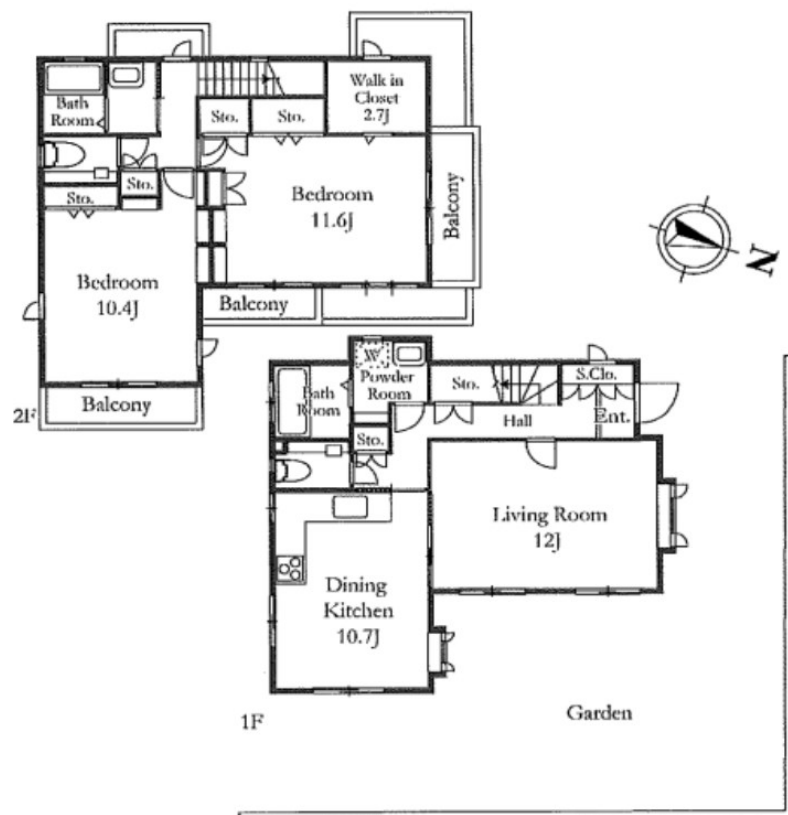 Bath
Room
Sto.
Sto.
Walk in
Closet
2.7J
Sto.
Sto.
Bedroom
11.6J
Balcony
Bedroom
10.4J
Balcony
N
2F
Balcony
W
Powder
Room
Bath
Room
Sto.
S.Clo.
Hall
Ent.
Sto.
Living Room
12J
Dining
Kitchen
10.7J
1F
Garden